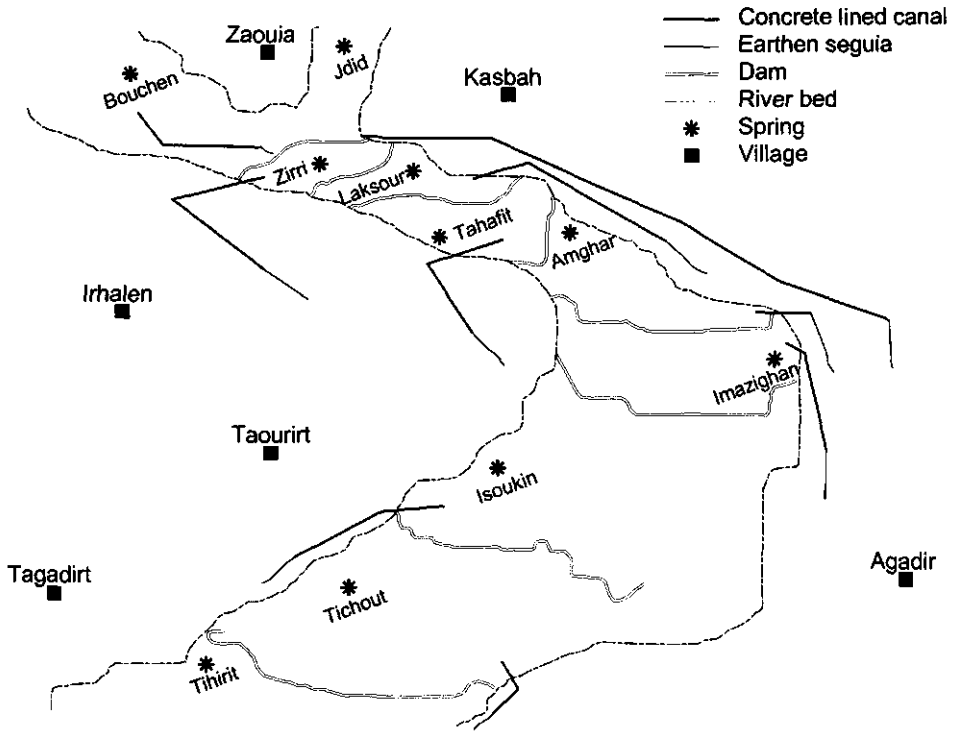 Concrete lined canal
Earthen seguia
Dam
River bed
Spring
Village
Zaouia
Jdid
Bouchen
Kasbah
Zirri
Laksour
Tahafit
Amghar
Irhalen
Imazighan
Taourirt
Isoukin
Tagadirt
Tichout
Agadir
Tihirit